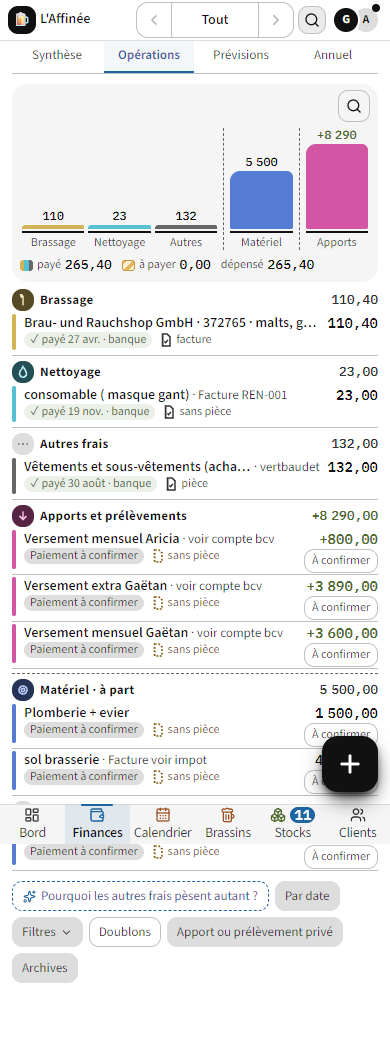 L'Affinée
Tout
G
A
Synthèse
Opérations
Prévisions
Annuel
110
23
132
5 500
+8 290
Brassage
Nettoyage
Autres
Matériel
Apports
payé 265,40
à payer 0,00
dépensé 265,40
Brassage 110,40
Brau- und Rauchshop GmbH · 372765 · malts, g… 110,40
✓ payé 27 avr. · banque facture
Nettoyage 23,00
consomable ( masque gant) · Facture REN-001 23,00
✓ payé 19 nov. · banque sans pièce
Autres frais 132,00
Vêtements et sous-vêtements (acha… · vertbaudet 132,00
✓ payé 30 août · banque pièce
Apports et prélèvements +8 290,00
Versement mensuel Aricia · voir compte bcv +800,00
Paiement à confirmer sans pièce À confirmer
Versement extra Gaëtan · voir compte bcv +3 890,00
Paiement à confirmer sans pièce À confirmer
Versement mensuel Gaëtan · voir compte bcv +3 600,00
Paiement à confirmer sans pièce À confirmer
Matériel · à part 5 500,00
Plomberie + evier 1 500,00
Paiement à confirmer sans pièce À confirmer
sol brasserie · Facture voir impot 4
Paiement à confirmer sans pièce
Bord
Finances
Calendrier
Brassins
Stocks
11
Clients
Paiement à confirmer sans pièce À confirmer
Pourquoi les autres frais pèsent autant ?
Par date
Filtres
Doublons
Apport ou prélèvement privé
Archives